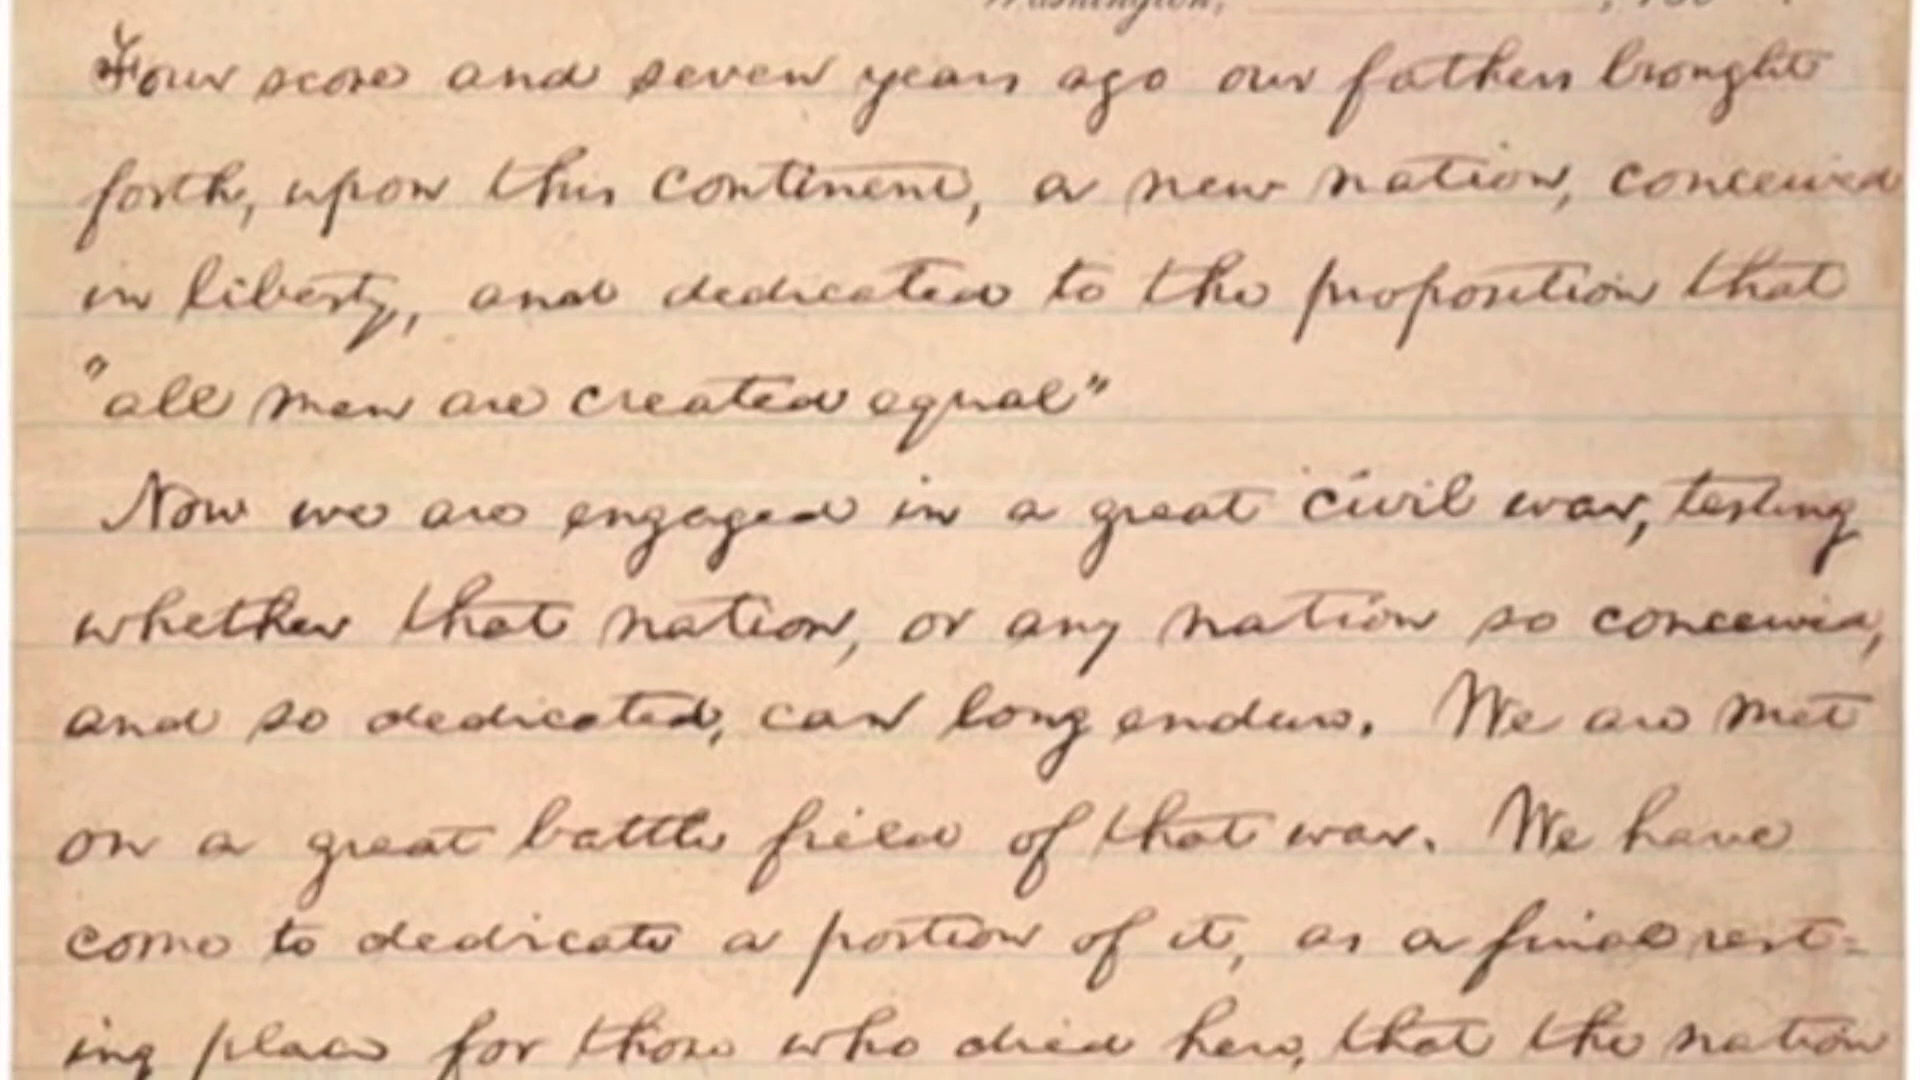 Washington,
Four score and seven years ago our fathers brought
forth, upon this continent, a new nation, conceived
in liberty, and dedicated to the proposition that
"all men are created equal"
Now we are engaged in a great civil war, testing
whether that nation, or any nation so conceived,
and so dedicated, can long endure. We are met
on a great battle field of that war. We have
come to dedicate a portion of it, as a final rest=
ing place for those who died here, that the nation